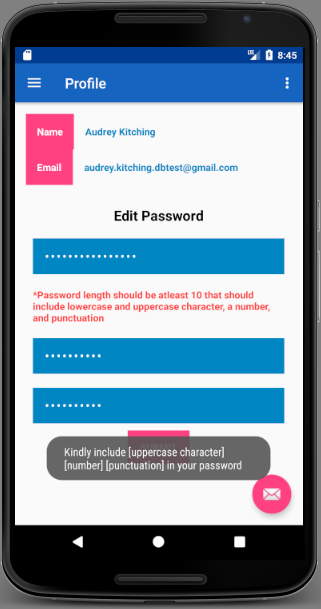 8:45
Profile
Name Audrey Kitching
Email audrey.kitching.dbtest@gmail.com
Edit Password
••••••••••••••••
*Password length should be atleast 10 that should
include lowercase and uppercase character, a number,
and punctuation
••••••••••
••••••••••
Kindly include [uppercase character]
[number] [punctuation] in your password